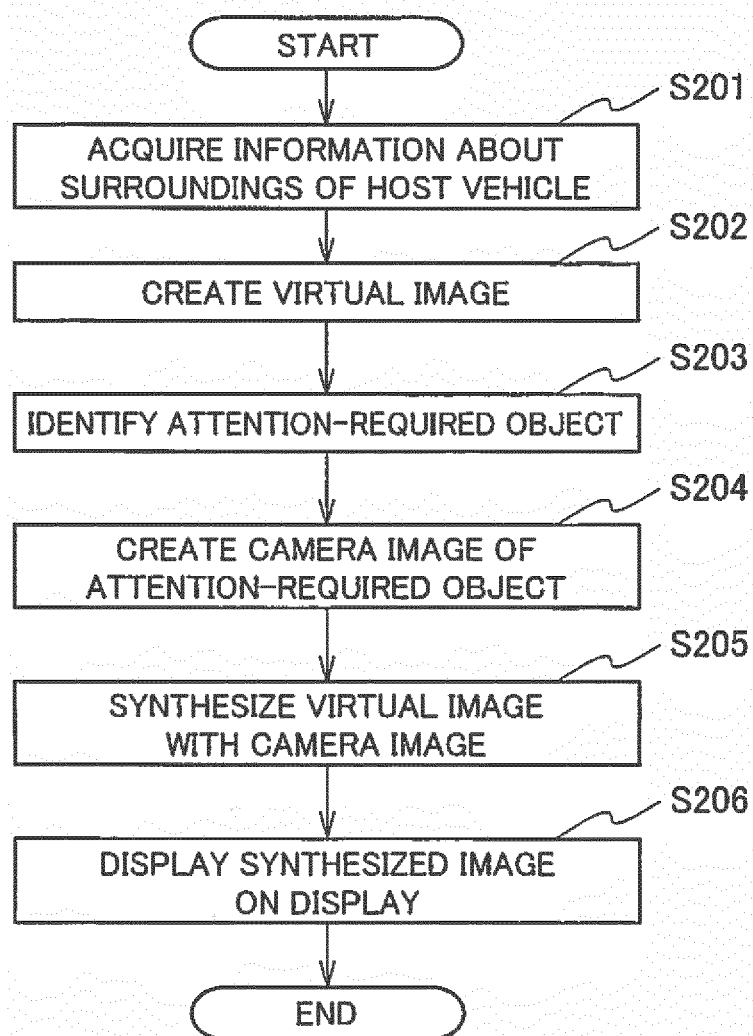 START
S201
ACQUIRE INFORMATION ABOUT
SURROUNDINGS OF HOST VEHICLE
S202
CREATE VIRTUAL IMAGE
S203
IDENTIFY ATTENTION-REQUIRED OBJECT
S204
CREATE CAMERA IMAGE OF
ATTENTION-REQUIRED OBJECT
S205
SYNTHESIZE VIRTUAL IMAGE
WITH CAMERA IMAGE
S206
DISPLAY SYNTHESIZED IMAGE
ON DISPLAY
END